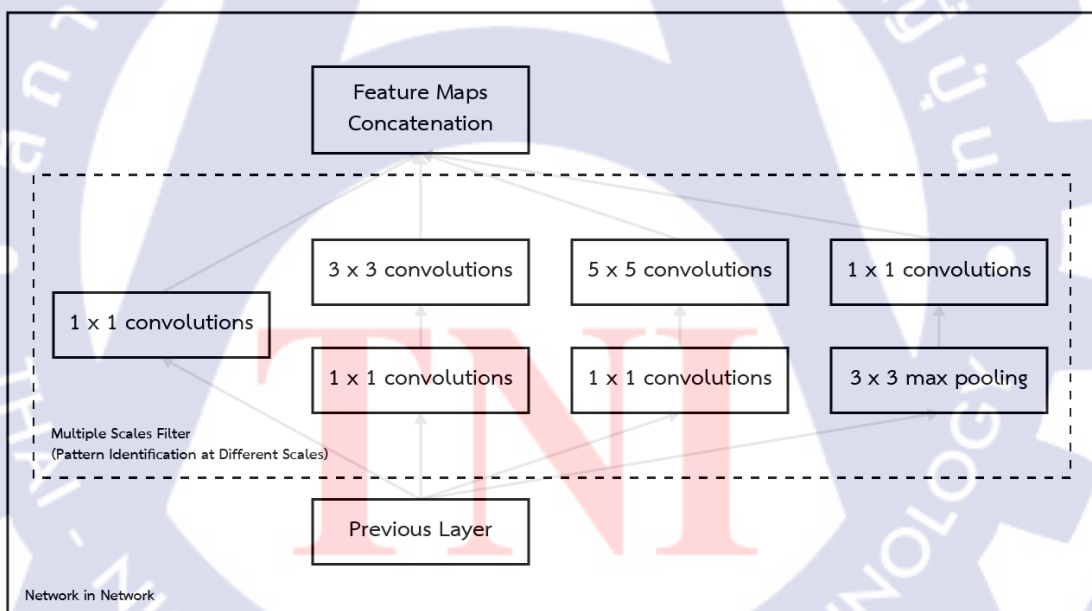 Feature Maps
Concatenation
3 x 3 convolutions
5 x 5 convolutions
1 x 1 convolutions
1 x 1 convolutions
1 x 1 convolutions
1 x 1 convolutions
3 x 3 max pooling
Multiple Scales Filter
(Pattern Identification at Different Scales)
Previous Layer
Network in Network
TNI